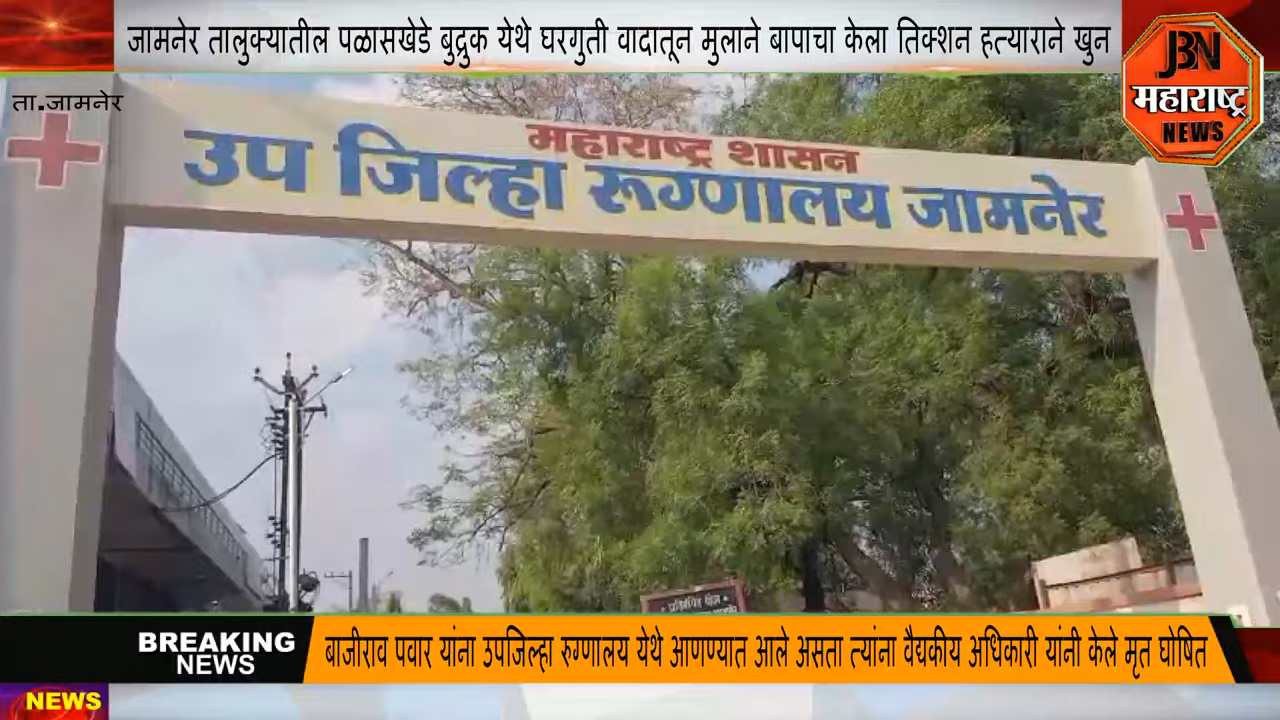 जामनेर तालुक्यातील पळासखेडे बुद्रुक येथे घरगुती वादातून मुलाने बापाचा केला तिक्शन हत्याराने खुन
JBN
महाराष्ट्र
NEWS
ता.जामनेर
महाराष्ट्र शासन
उप जिल्हा रूग्णालय जामनेर
BREAKING
NEWS
बाजीराव पवार यांना उपजिल्हा रुग्णालय येथे आणण्यात आले असता त्यांना वैद्यकीय अधिकारी यांनी केले मृत घोषित
NEWS